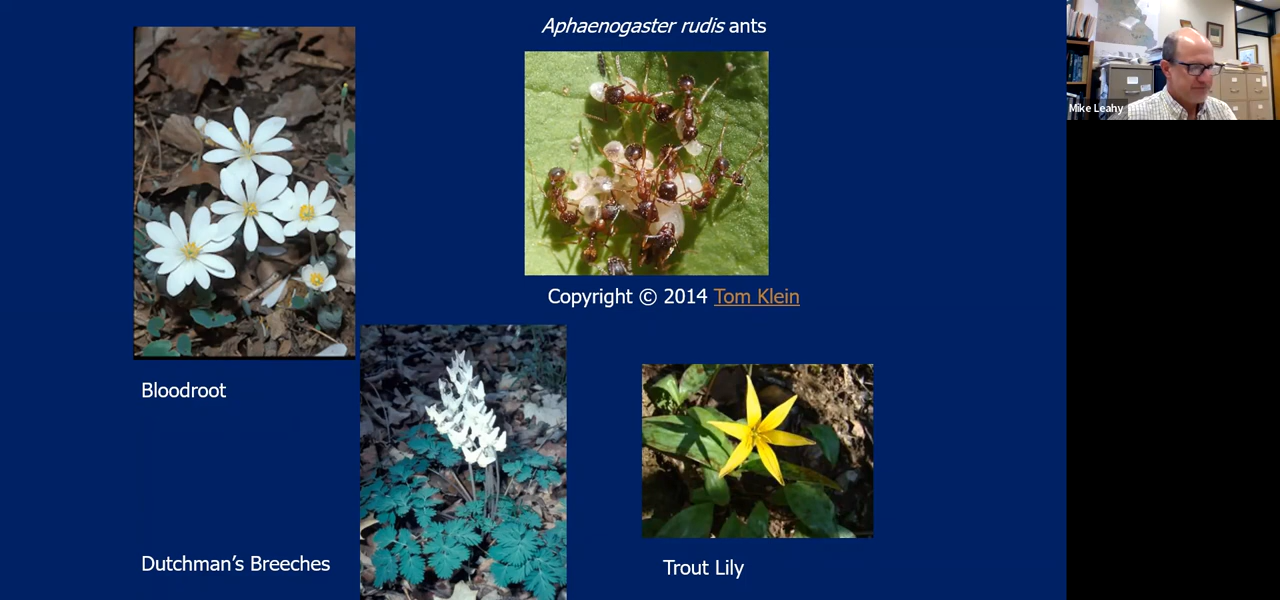 Aphaenogaster rudis ants
Mike Leahy
Copyright © 2014 Tom Klein
Bloodroot
Dutchman’s Breeches
Trout Lily